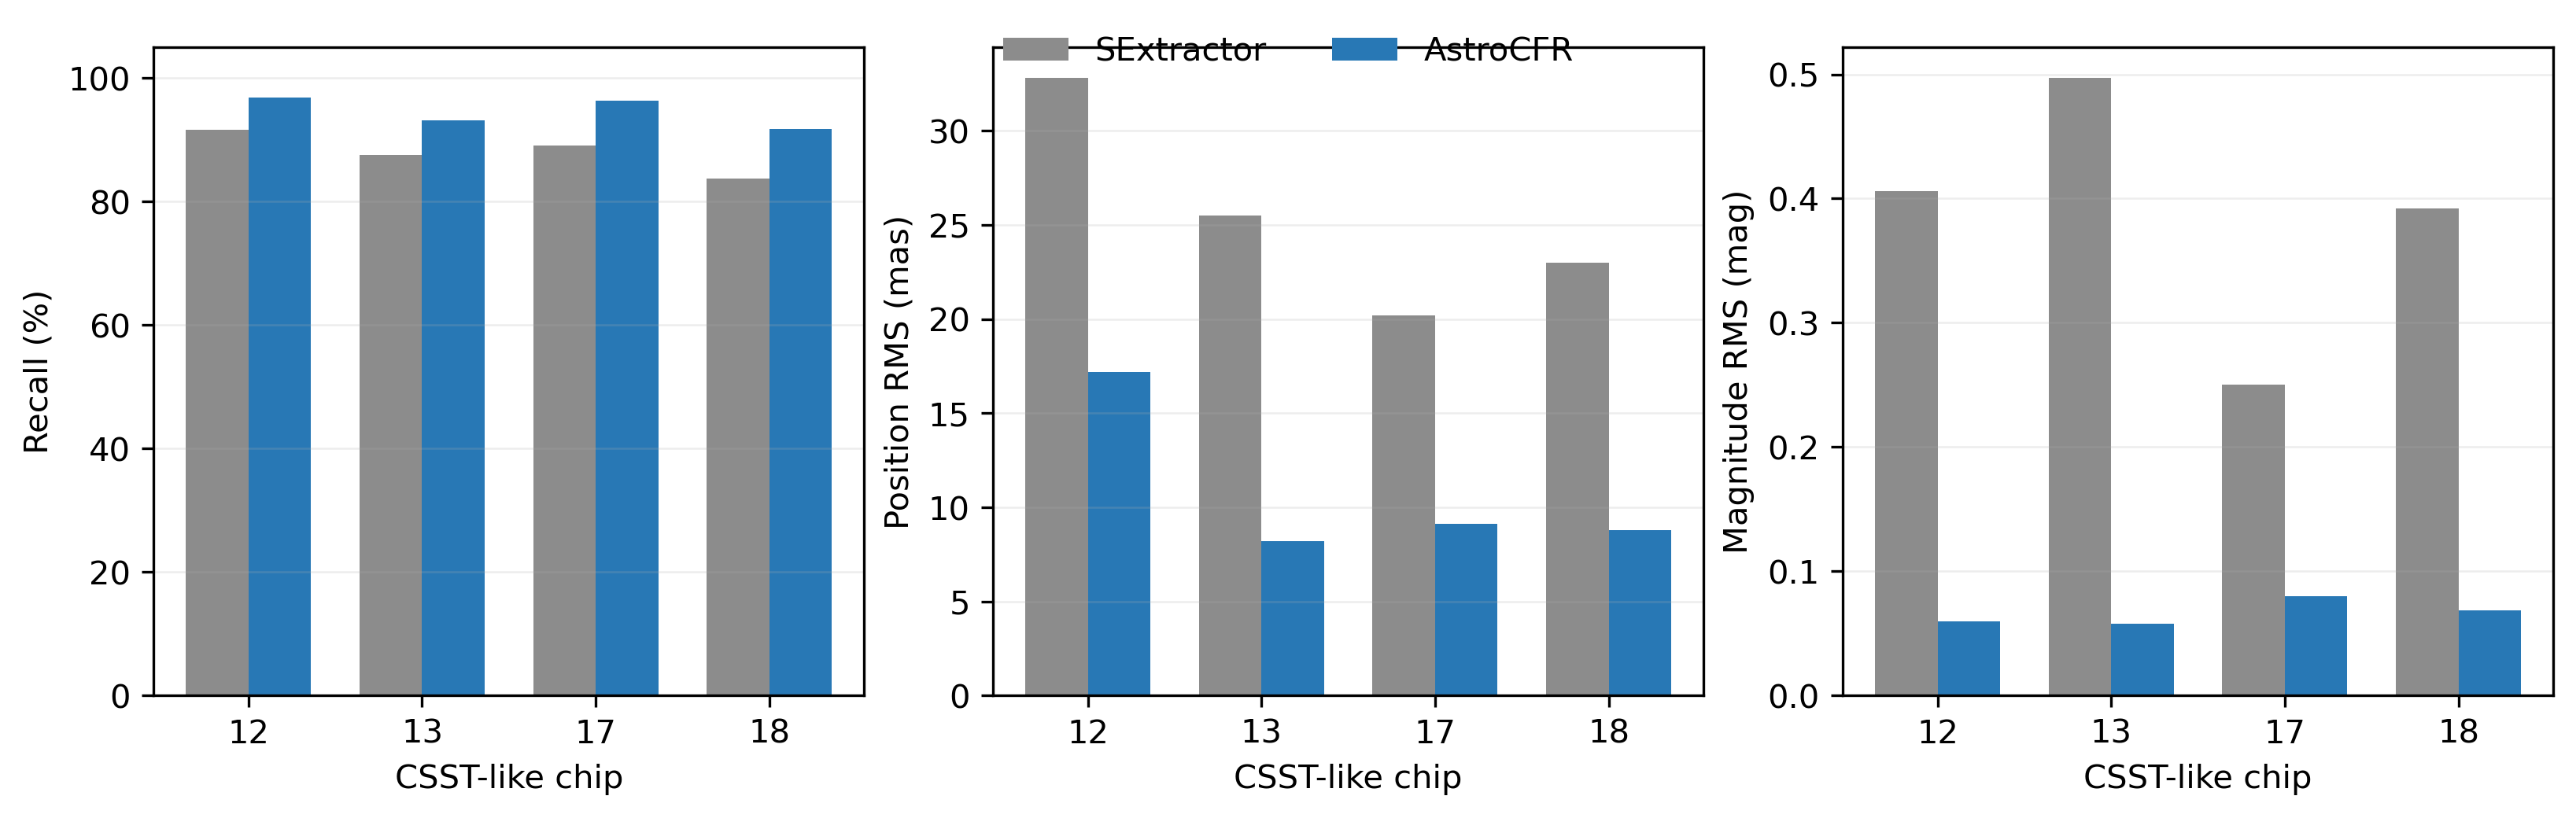 SExtractor AstroCFR
Recall (%)
100
80
60
40
20
0
12 13 17 18
CSST-like chip
Position RMS (mas)
30
25
20
15
10
5
0
12 13 17 18
CSST-like chip
Magnitude RMS (mag)
0.5
0.4
0.3
0.2
0.1
0.0
12 13 17 18
CSST-like chip